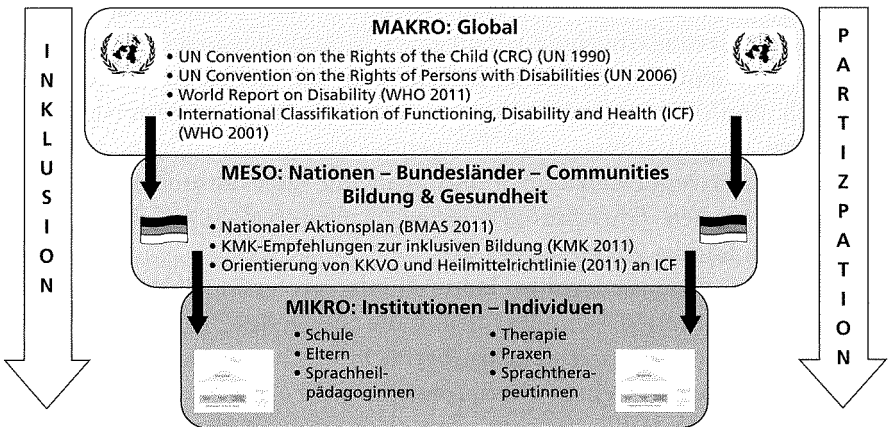 INKLUSION
MAKRO: Global
• UN Convention on the Rights of the Child (CRC) (UN 1990)
• UN Convention on the Rights of Persons with Disabilities (UN 2006)
• World Report on Disability (WHO 2011)
• International Classifikation of Functioning, Disability and Health (ICF)
(WHO 2001)
MESO: Nationen – Bundesländer – Communities
Bildung & Gesundheit
• Nationaler Aktionsplan (BMAS 2011)
• KMK-Empfehlungen zur inklusiven Bildung (KMK 2011)
• Orientierung von KKVO und Heilmittelrichtlinie (2011) an ICF
MIKRO: Institutionen – Individuen
• Schule
• Eltern
• Sprachheil-
pädagoginnen
• Therapie
• Praxen
• Sprachthera-
peutinnen
PARTIZPATION